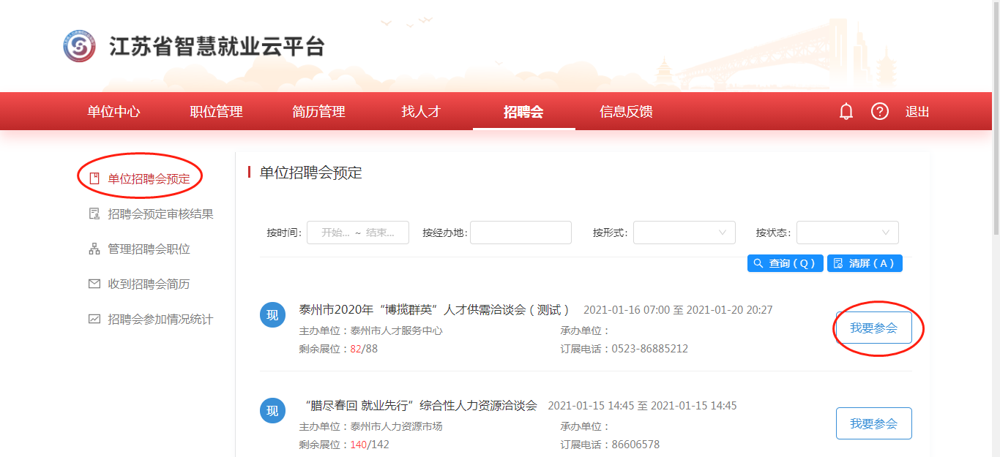 江苏省智慧就业云平台
单位中心 职位管理 简历管理 找人才 招聘会 信息反馈 退出
单位招聘会预定
招聘会预定审核结果
管理招聘会职位
收到招聘会简历
招聘会参加情况统计
单位招聘会预定
按时间: 开始... ~ 结束... 按经办地: 按形式: 按状态:
查询(Q) 清屏(A)
现 泰州市2020年“博揽群英”人才供需洽谈会(测试) 2021-01-16 07:00 至 2021-01-20 20:27
主办单位：泰州市人才服务中心 承办单位：
剩余展位：82/88 订展电话：0523-86885212
我要参会
现 “腊尽春回 就业先行”综合性人力资源洽谈会 2021-01-15 14:45 至 2021-01-15 14:45
主办单位：泰州市人力资源市场 承办单位：
剩余展位：140/142 订展电话：86606578
我要参会